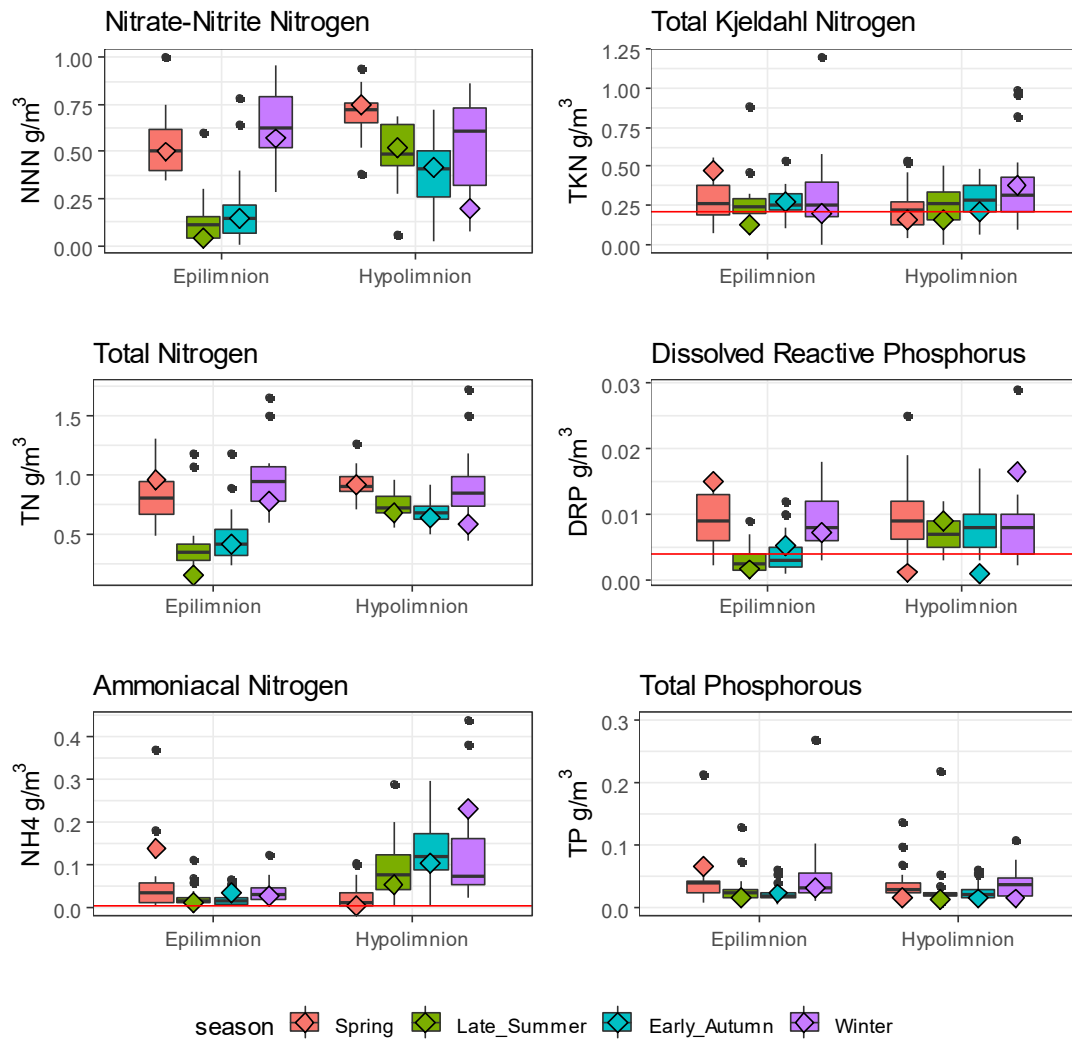 Nitrate-Nitrite Nitrogen
NNN g/m³
1.00
0.75
0.50
0.25
0.00
Epilimnion Hypolimnion
Total Kjeldahl Nitrogen
TKN g/m³
1.25
1.00
0.75
0.50
0.25
0.00
Epilimnion Hypolimnion
Total Nitrogen
TN g/m³
1.5
1.0
0.5
Epilimnion Hypolimnion
Dissolved Reactive Phosphorus
DRP g/m³
0.03
0.02
0.01
0.00
Epilimnion Hypolimnion
Ammoniacal Nitrogen
NH4 g/m³
0.4
0.3
0.2
0.1
0.0
Epilimnion Hypolimnion
Total Phosphorous
TP g/m³
0.3
0.2
0.1
0.0
Epilimnion Hypolimnion
season Spring Late_Summer Early_Autumn Winter